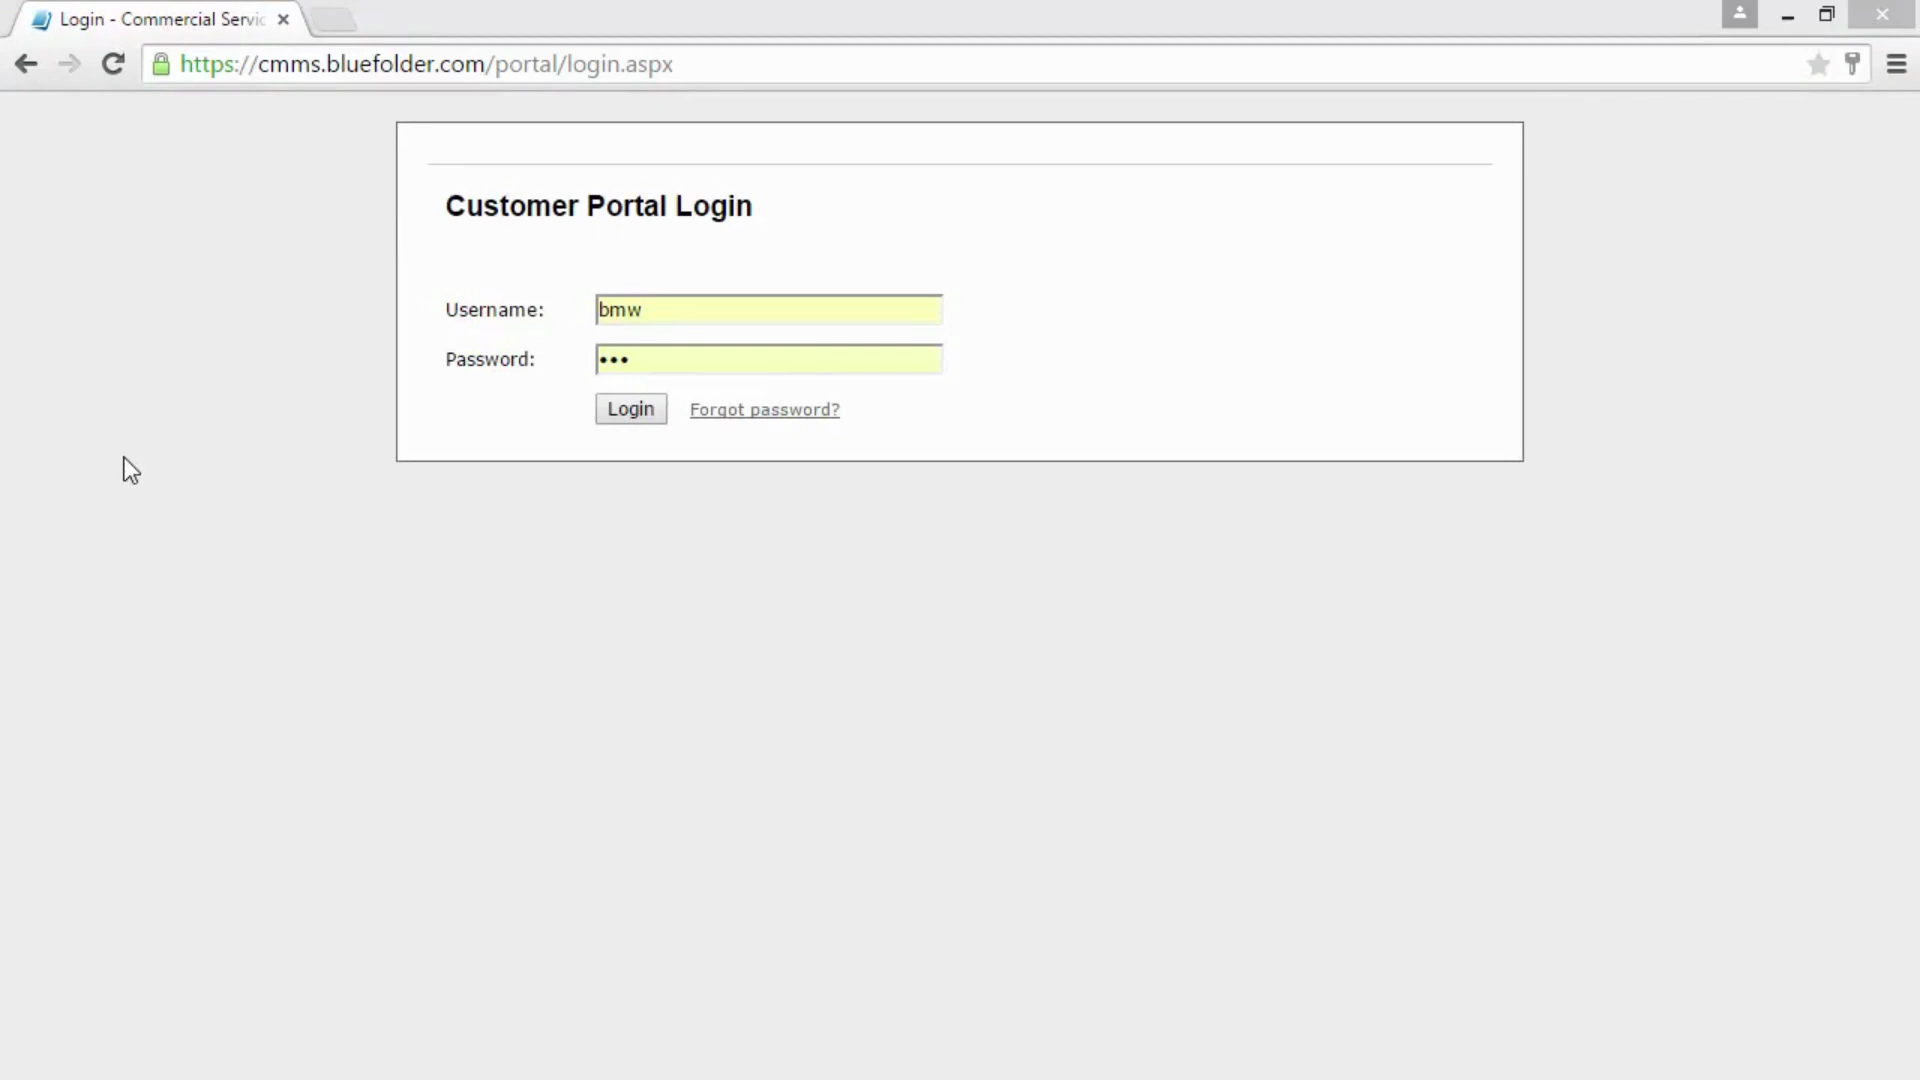 Login - Commercial Servic
https://cmms.bluefolder.com/portal/login.aspx
Customer Portal Login
Username: bmw
Password: •••
Login Forgot password?